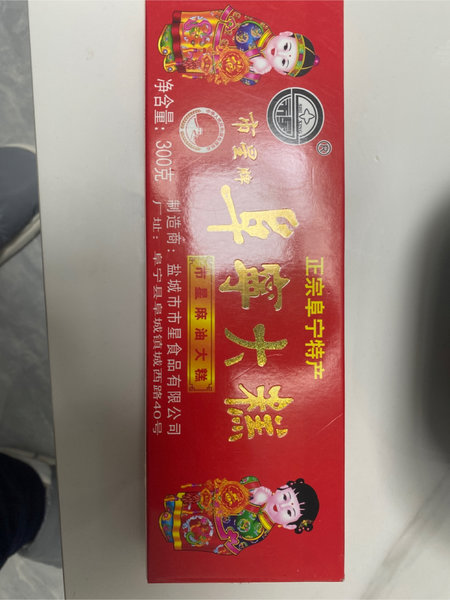 市星牌
正宗阜宁特产
阜宁大糕
市星麻油大糕
净含量：300克
制造商：盐城市市星食品有限公司
厂址：阜宁县阜城镇城西路40号